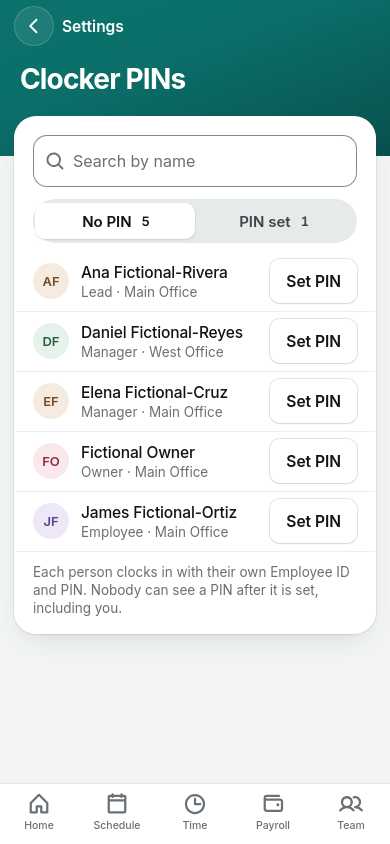 Settings
Clocker PINs
Search by name
No PIN 5
PIN set 1
AF
Ana Fictional-Rivera
Lead · Main Office
Set PIN
DF
Daniel Fictional-Reyes
Manager · West Office
Set PIN
EF
Elena Fictional-Cruz
Manager · Main Office
Set PIN
FO
Fictional Owner
Owner · Main Office
Set PIN
JF
James Fictional-Ortiz
Employee · Main Office
Set PIN
Each person clocks in with their own Employee ID
and PIN. Nobody can see a PIN after it is set,
including you.
Home
Schedule
Time
Payroll
Team